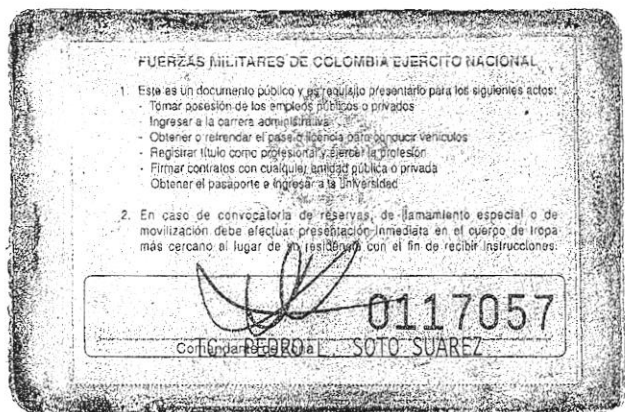 FUERZAS MILITARES DE COLOMBIA EJERCITO NACIONAL
1. Este es un documento público y es requisito presentarlo para los siguientes actos:
- Tomar posesión de los empleos públicos o privados
- Ingresar a la carrera administrativa
- Obtener o refrendar el pase o licencia para conducir vehículos
- Registrar título como profesional y ejercer la profesión
- Firmar contratos con cualquier entidad pública o privada
- Obtener el pasaporte e ingresar a la universidad
2. En caso de convocatoria de reservas, de llamamiento especial o de
movilización debe efectuar presentación inmediata en el cuerpo de tropa
más cercano al lugar de su residencia con el fin de recibir instrucciones.
0117057
TC. PEDRO L. SOTO SUAREZ
Comandante de Zona